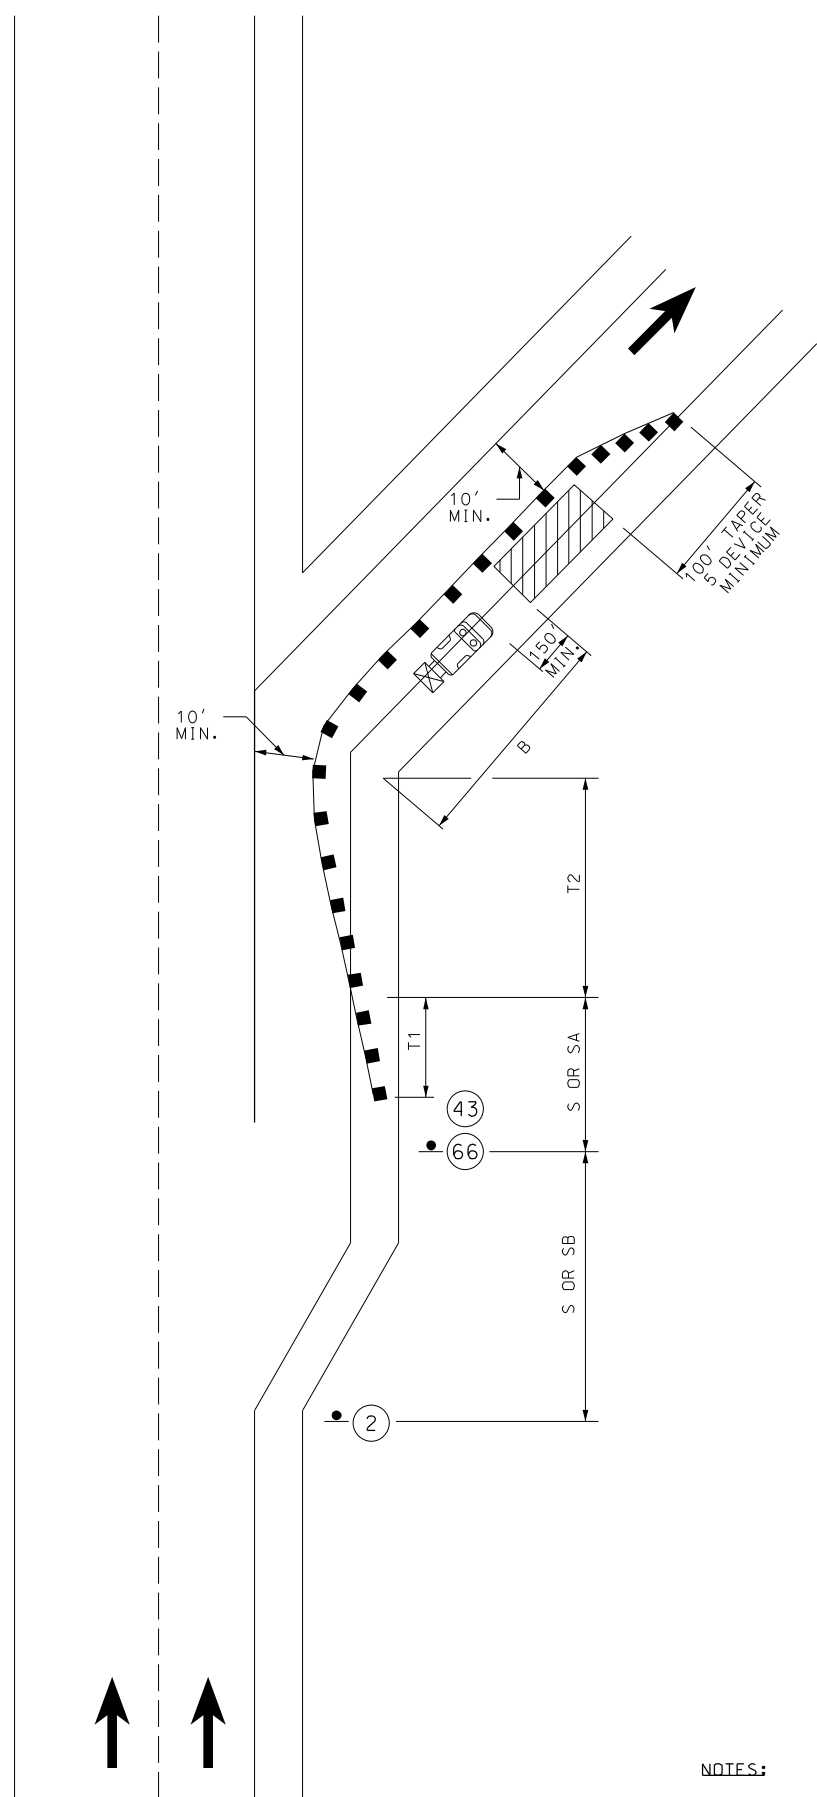 10′
MIN.
100′ TAPER
5 DEVICE
MINIMUM
150′
MIN.
10′
MIN.
B
T2
T1
S OR SA
43
66
S OR SB
2
NOTES: